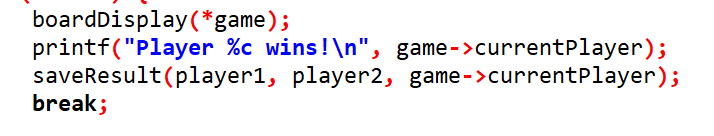 boardDisplay(*game);
printf("Player %c wins!\n", game->currentPlayer);
saveResult(player1, player2, game->currentPlayer);
break;